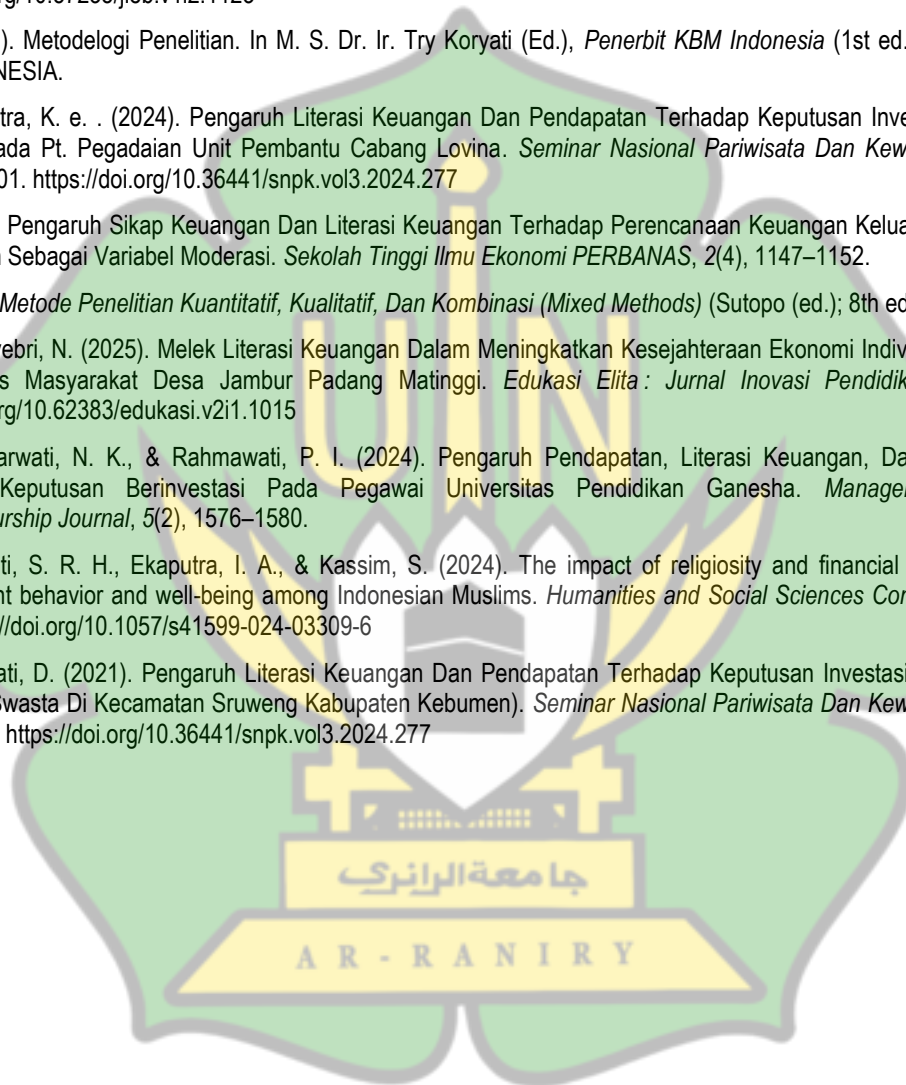 ). Metodelogi Penelitian. In M. S. Dr. Ir. Try Koryati (Ed.), Penerbit KBM Indonesia (1st ed.
NESIA.
tra, K. e. . (2024). Pengaruh Literasi Keuangan Dan Pendapatan Terhadap Keputusan Inve
ada Pt. Pegadaian Unit Pembantu Cabang Lovina. Seminar Nasional Pariwisata Dan Kew
01. https://doi.org/10.36441/snpk.vol3.2024.277
Pengaruh Sikap Keuangan Dan Literasi Keuangan Terhadap Perencanaan Keuangan Kelua
Sebagai Variabel Moderasi. Sekolah Tinggi Ilmu Ekonomi PERBANAS, 2(4), 1147–1152.
Metode Penelitian Kuantitatif, Kualitatif, Dan Kombinasi (Mixed Methods) (Sutopo (ed.); 8th ed
ebri, N. (2025). Melek Literasi Keuangan Dalam Meningkatkan Kesejahteraan Ekonomi Indiv
s Masyarakat Desa Jambur Padang Matinggi. Edukasi Elita : Jurnal Inovasi Pendidik
rg/10.62383/edukasi.v2i1.1015
arwati, N. K., & Rahmawati, P. I. (2024). Pengaruh Pendapatan, Literasi Keuangan, Da
Keputusan Berinvestasi Pada Pegawai Universitas Pendidikan Ganesha. Manage
urship Journal, 5(2), 1576–1580.
ti, S. R. H., Ekaputra, I. A., & Kassim, S. (2024). The impact of religiosity and financial
nt behavior and well-being among Indonesian Muslims. Humanities and Social Sciences Con
//doi.org/10.1057/s41599-024-03309-6
ati, D. (2021). Pengaruh Literasi Keuangan Dan Pendapatan Terhadap Keputusan Investasi
Swasta Di Kecamatan Sruweng Kabupaten Kebumen). Seminar Nasional Pariwisata Dan Kew
https://doi.org/10.36441/snpk.vol3.2024.277
UIN
جامعة الرانري
AR-RANIRY